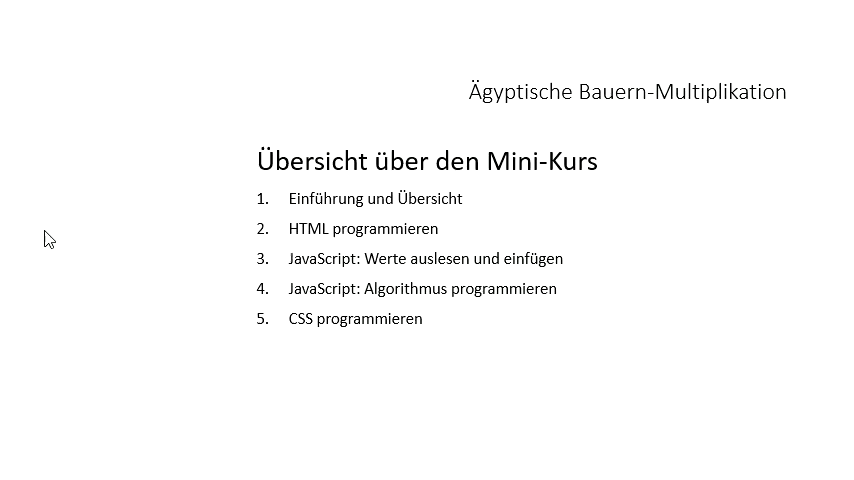 Ägyptische Bauern-Multiplikation
Übersicht über den Mini-Kurs
1. Einführung und Übersicht
2. HTML programmieren
3. JavaScript: Werte auslesen und einfügen
4. JavaScript: Algorithmus programmieren
5. CSS programmieren